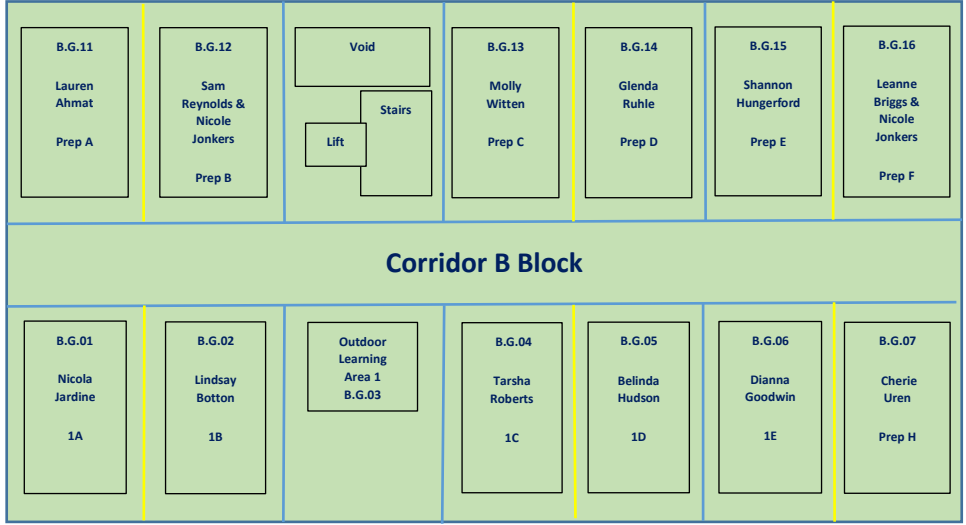 B.G.11
Lauren
Ahmat
Prep A
B.G.12
Sam
Reynolds &
Nicole
Jonkers
Prep B
Void
Stairs
Lift
B.G.13
Molly
Witten
Prep C
B.G.14
Glenda
Ruhle
Prep D
B.G.15
Shannon
Hungerford
Prep E
B.G.16
Leanne
Briggs &
Nicole
Jonkers
Prep F
Corridor B Block
B.G.01
Nicola
Jardine
1A
B.G.02
Lindsay
Botton
1B
Outdoor
Learning
Area 1
B.G.03
B.G.04
Tarsha
Roberts
1C
B.G.05
Belinda
Hudson
1D
B.G.06
Dianna
Goodwin
1E
B.G.07
Cherie
Uren
Prep H